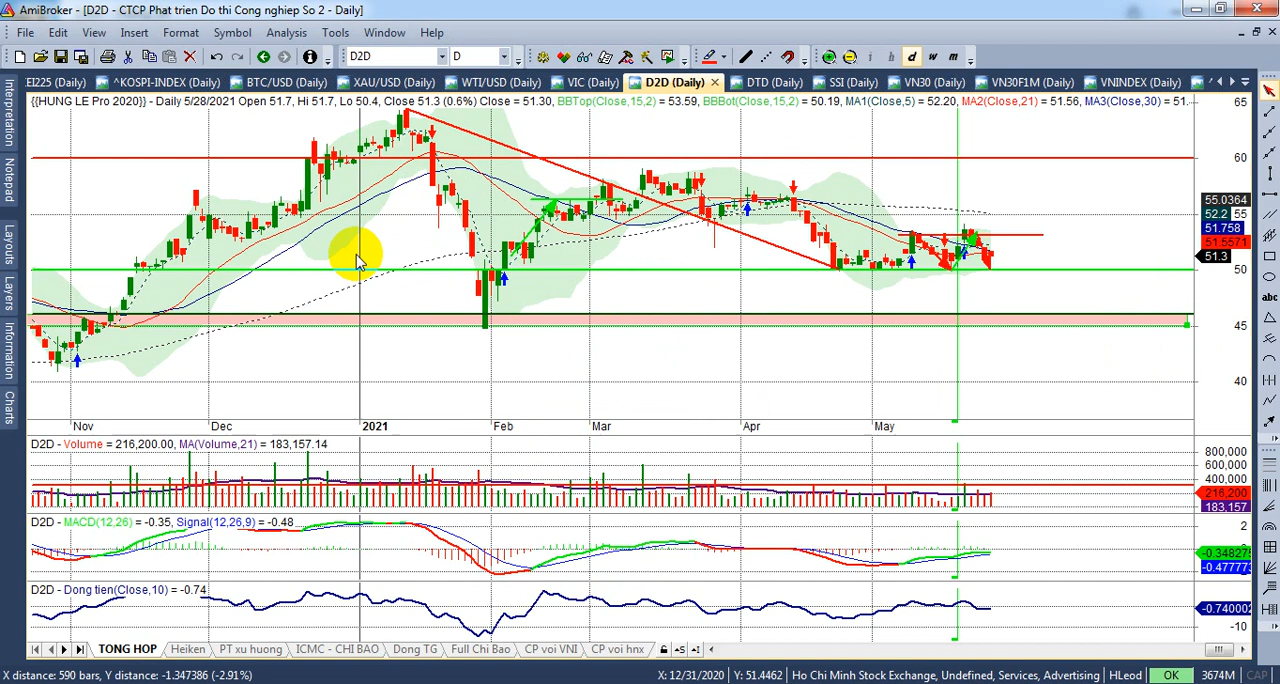 AmiBroker - [D2D - CTCP Phat trien Do thi Cong nghiep So 2 - Daily]
File Edit View Insert Format Symbol Analysis Tools Window Help
D2D D i h d w m
EI225 (Daily) ^KOSPI-INDEX (Daily) BTC/USD (Daily) XAU/USD (Daily) WTI/USD (Daily) VIC (Daily) D2D (Daily) DTD (Daily) SSI (Daily) VN30 (Daily) VN30F1M (Daily) VNINDEX (Daily)
Interpretation
Notepad
Layouts
Layers
Information
Charts
{{HUNG LE Pro 2020}} - Daily 5/28/2021 Open 51.7, Hi 51.7, Lo 50.4, Close 51.3 (0.6%) Close = 51.30, BBTop(Close,15,2) = 53.59, BBBot(Close,15,2) = 50.19, MA1(Close,5) = 52.20, MA2(Close,21) = 51.56, MA3(Close,30) = 51...
65
60
55.0364
55
52.2
51.758
51.5571
51.3
50
45
40
Nov Dec 2021 Feb Mar Apr May
D2D - Volume = 216,200.00, MA(Volume,21) = 183,157.14
800,000
600,000
400,000
216,200
183,157
D2D - MACD(12,26) = -0.35, Signal(12,26,9) = -0.48
2
-0.348275
-0.477773
D2D - Dong tien(Close,10) = -0.74
-0.740002
-10
TONG HOP Heiken PT xu huong ICMC - CHI BAO Dong TG Full Chi Bao CP voi VNI CP voi hnx
X distance: 590 bars, Y distance: -1.347386 (-2.91%) X: 12/31/2020 Y: 51.4462 Ho Chi Minh Stock Exchange, Undefined, Services, Advertising HLeod OK 3674M CAP
abc